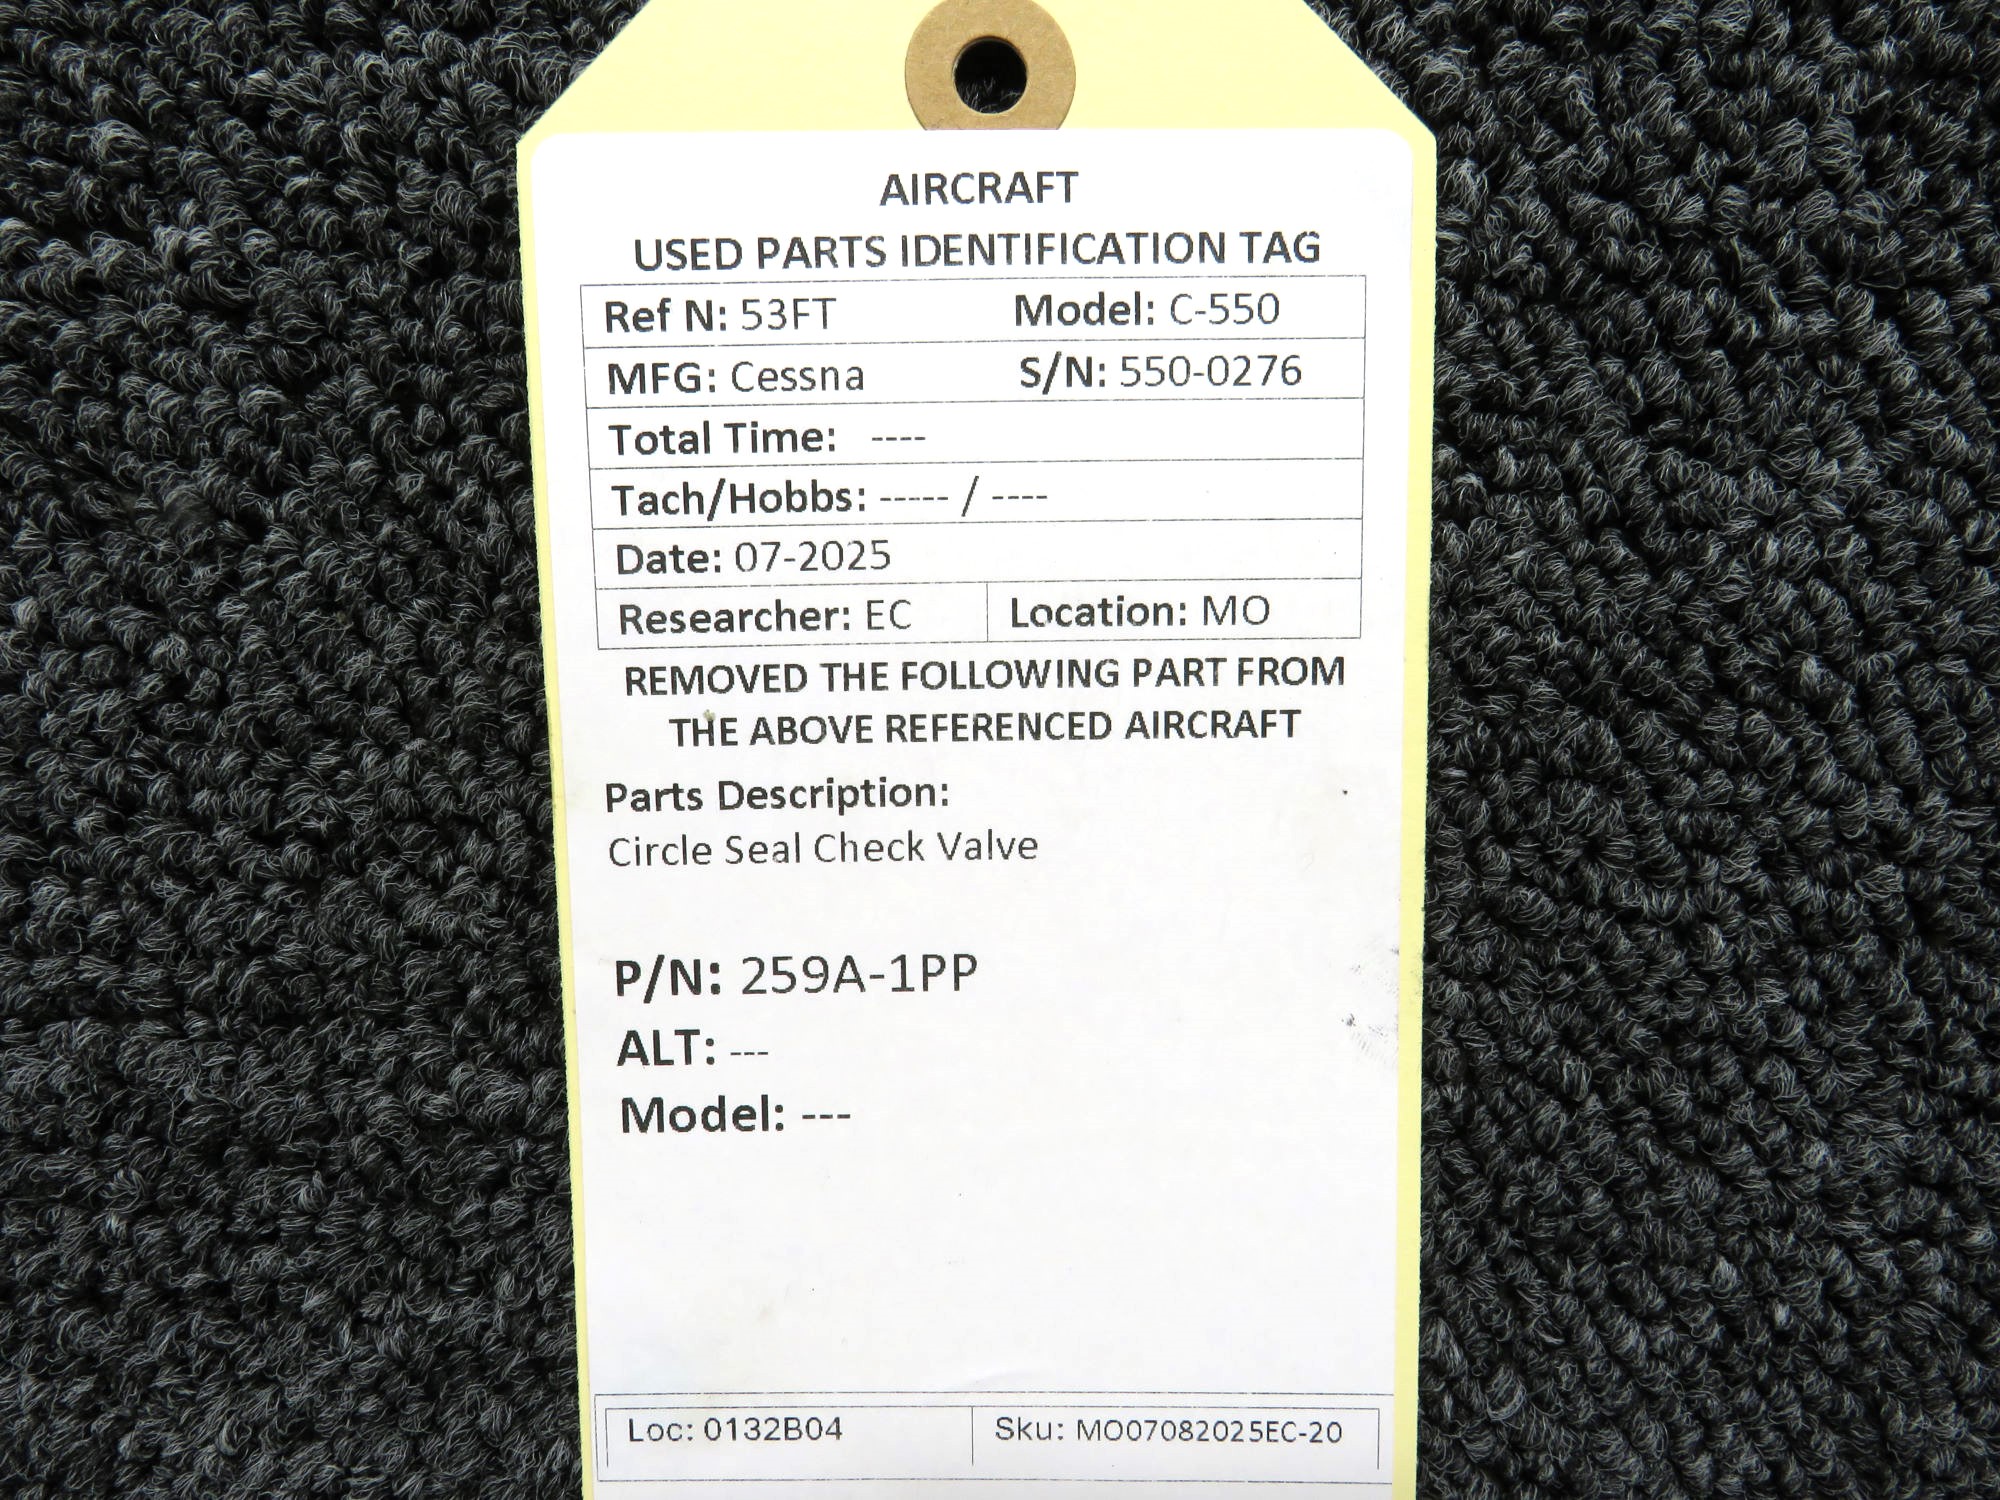 AIRCRAFT
USED PARTS IDENTIFICATION TAG
Ref N: 53FT Model: C-550
MFG: Cessna S/N: 550-0276
Total Time: ----
Tach/Hobbs: ----- / ----
Date: 07-2025
Researcher: EC Location: MO
REMOVED THE FOLLOWING PART FROM
THE ABOVE REFERENCED AIRCRAFT
Parts Description:
Circle Seal Check Valve
P/N: 259A-1PP
ALT: ---
Model: ---
Loc: 0132B04 Sku: MO07082025EC-20